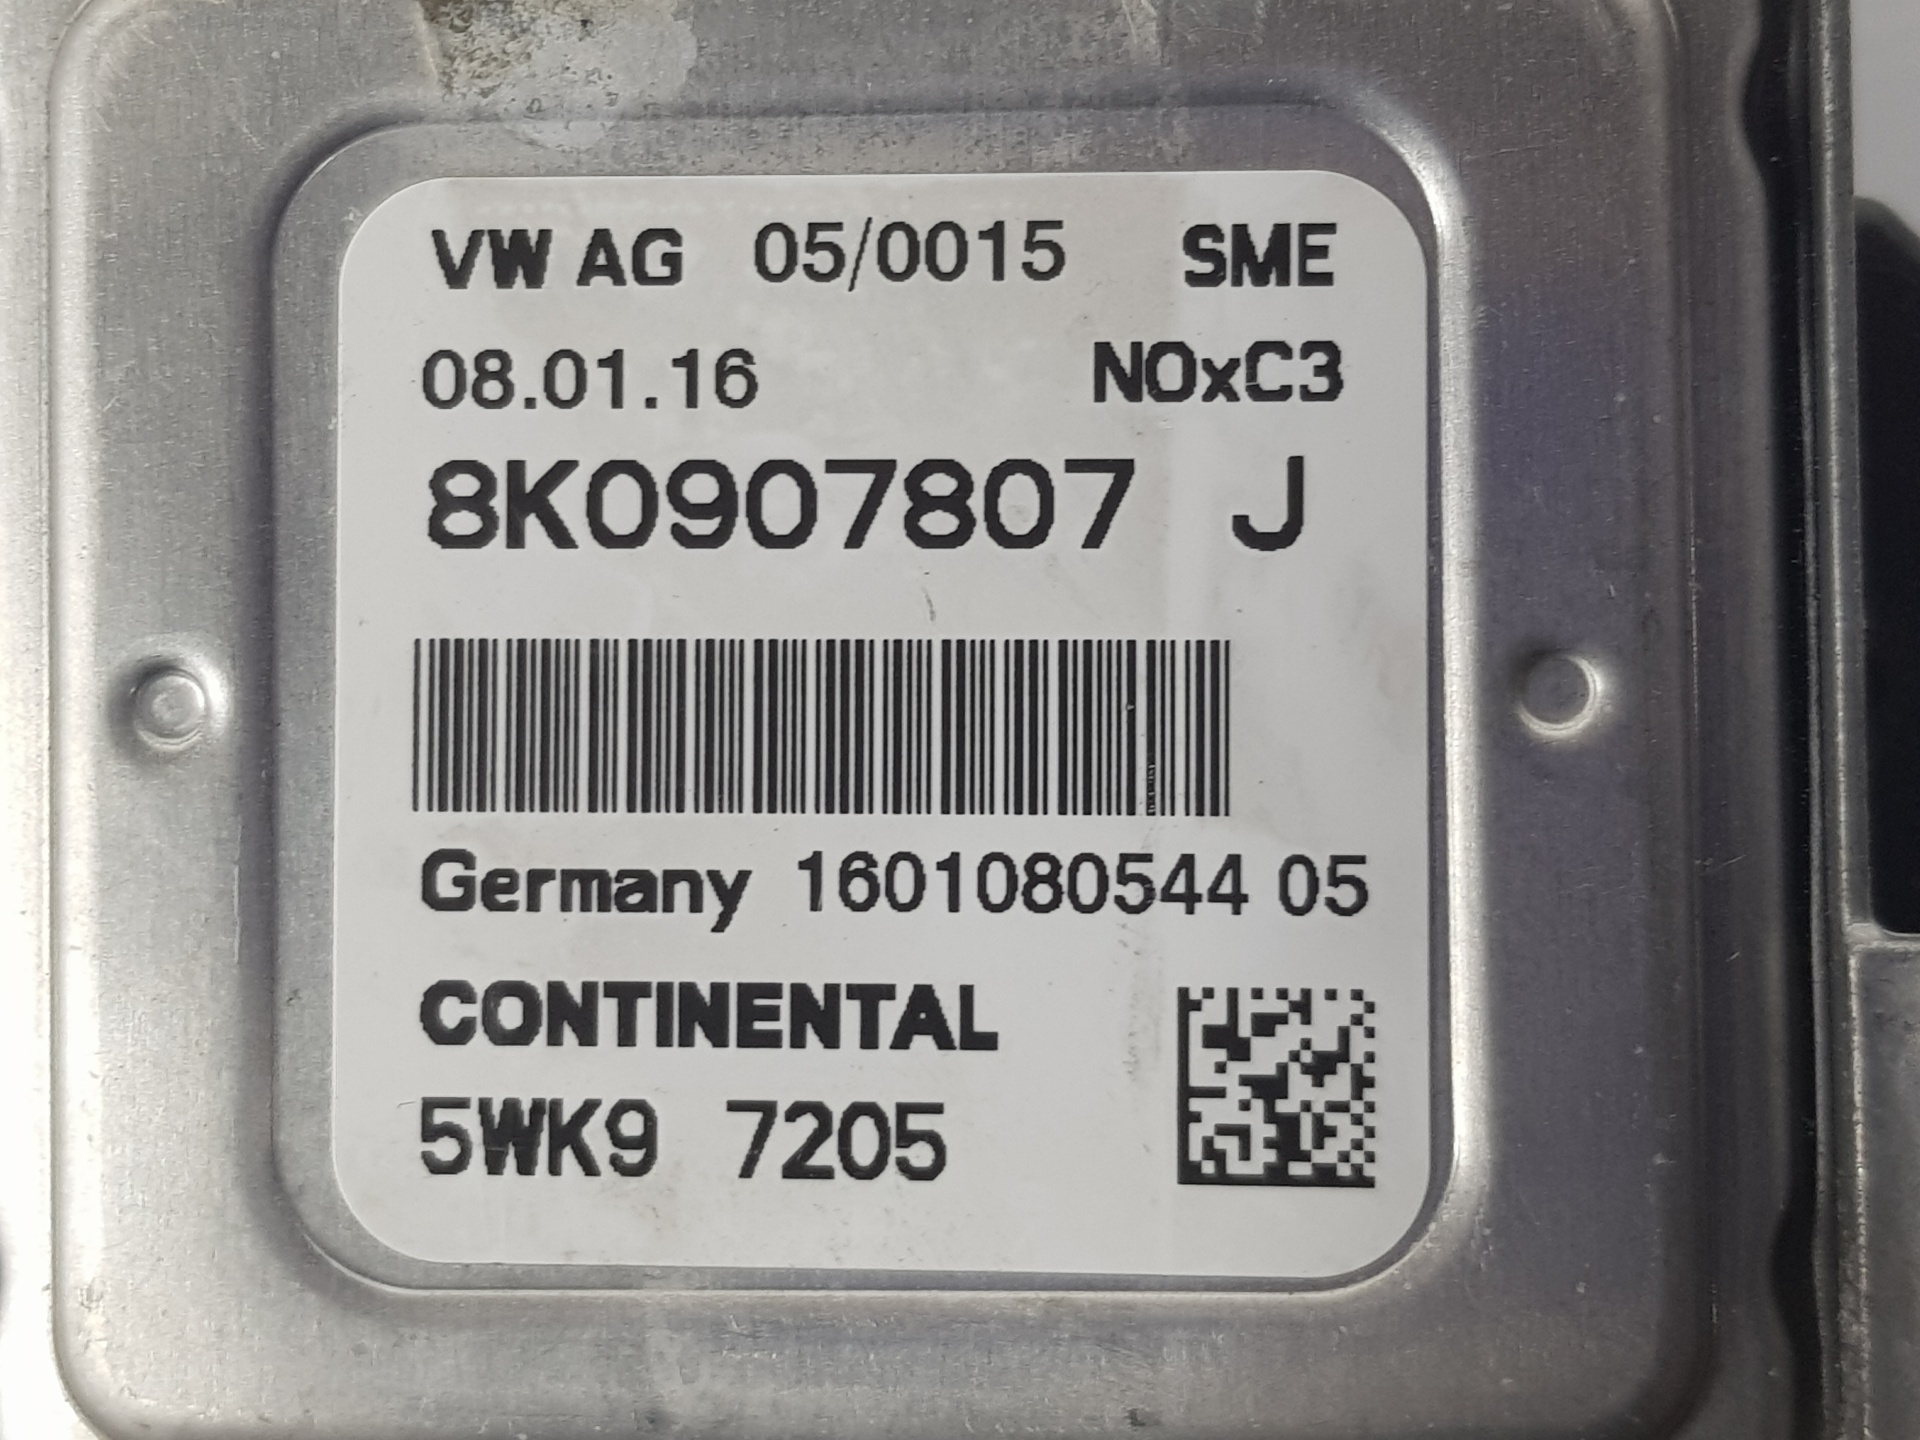 VW AG 05/0015 SME
08.01.16 NOxC3
8K0907807 J
Germany 1601080544 05
CONTINENTAL
5WK9 7205